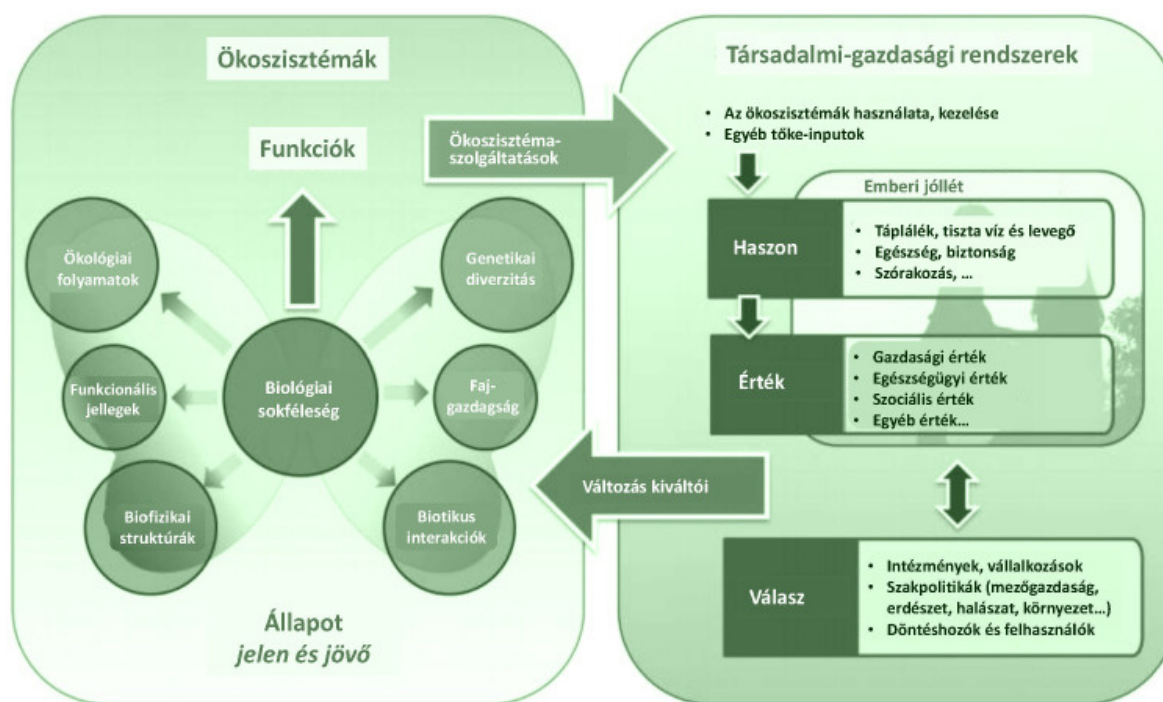 Ökoszisztémák
Funkciók
Ökológiai
folyamatok
Genetikai
diverzitás
Funkcionális
jellegek
Biológiai
sokféleség
Faj-
gazdagság
Biofizikai
struktúrák
Biotikus
interakciók
Állapot
jelen és jövő
Ökoszisztéma-
szolgáltatások
Változás kiváltói
Társadalmi-gazdasági rendszerek
• Az ökoszisztémák használata, kezelése
• Egyéb tőke-inputok
Emberi jóllét
Haszon
• Táplálék, tiszta víz és levegő
• Egészség, biztonság
• Szórakozás, ...
Érték
• Gazdasági érték
• Egészségügyi érték
• Szociális érték
• Egyéb érték...
Válasz
• Intézmények, vállalkozások
• Szakpolitikák (mezőgazdaság,
erdészet, halászat, környezet...)
• Döntéshozók és felhasználók